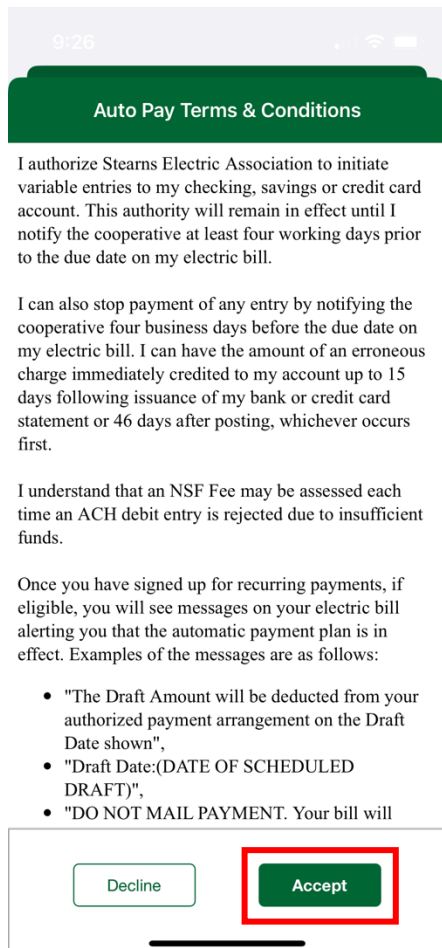 9:26
Auto Pay Terms & Conditions
I authorize Stearns Electric Association to initiate
variable entries to my checking, savings or credit card
account. This authority will remain in effect until I
notify the cooperative at least four working days prior
to the due date on my electric bill.
I can also stop payment of any entry by notifying the
cooperative four business days before the due date on
my electric bill. I can have the amount of an erroneous
charge immediately credited to my account up to 15
days following issuance of my bank or credit card
statement or 46 days after posting, whichever occurs
first.
I understand that an NSF Fee may be assessed each
time an ACH debit entry is rejected due to insufficient
funds.
Once you have signed up for recurring payments, if
eligible, you will see messages on your electric bill
alerting you that the automatic payment plan is in
effect. Examples of the messages are as follows:
• "The Draft Amount will be deducted from your
authorized payment arrangement on the Draft
Date shown",
• "Draft Date:(DATE OF SCHEDULED
DRAFT)",
• "DO NOT MAIL PAYMENT. Your bill will
Decline
Accept